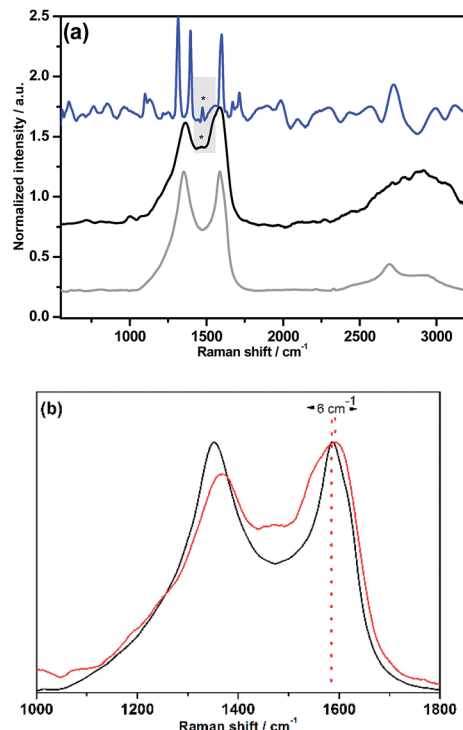 (a)
Normalized intensity / a.u.
2.5
2.0
1.5
1.0
0.5
0.0
*
*
1000 1500 2000 2500 3000
Raman shift / cm-1
(b)
6 cm-1
1000 1200 1400 1600 1800
Raman shift / cm-1